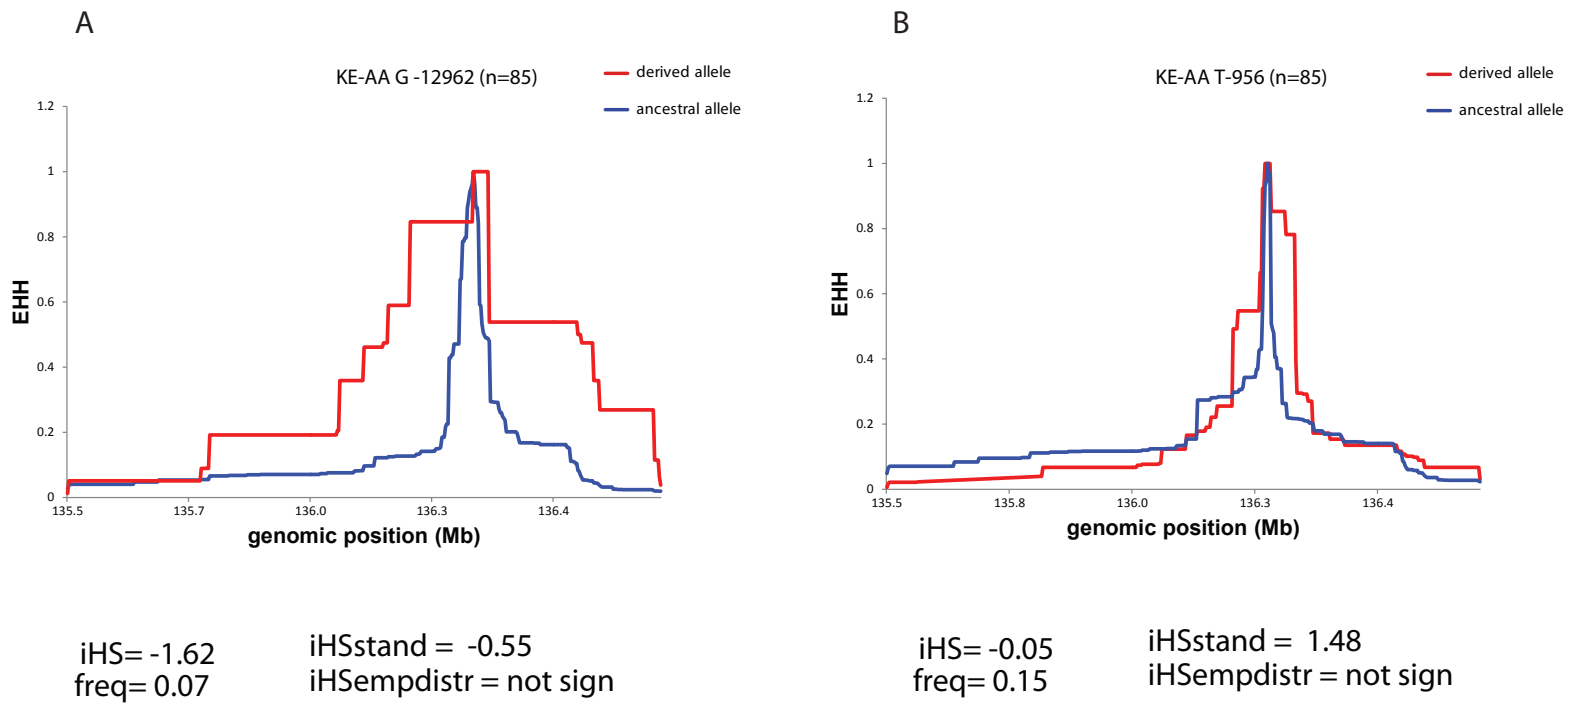 A
KE-AA G -12962 (n=85)
derived allele
ancestral allele
1.2
1
0.8
0.6
0.4
0.2
0
EHH
135.5
135.7
136.0
136.3
136.4
genomic position (Mb)
iHS= -1.62
freq= 0.07
iHSstand = -0.55
iHSempdistr = not sign
B
KE-AA T-956 (n=85)
derived allele
ancestral allele
1.2
1
0.8
0.6
0.4
0.2
0
EHH
135.5
135.8
136.0
136.3
136.4
genomic position (Mb)
iHS= -0.05
freq= 0.15
iHSstand = 1.48
iHSempdistr = not sign